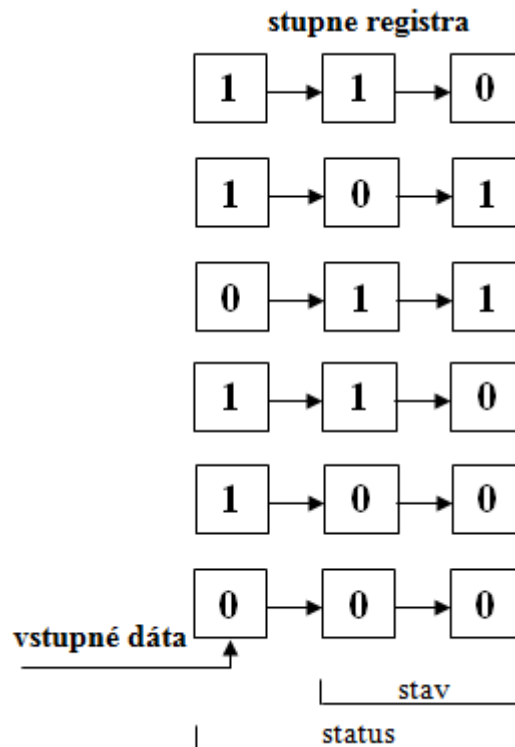 stupne registra
1 1 0
1 0 1
0 1 1
1 1 0
1 0 0
0 0 0
vstupné dáta
stav
status